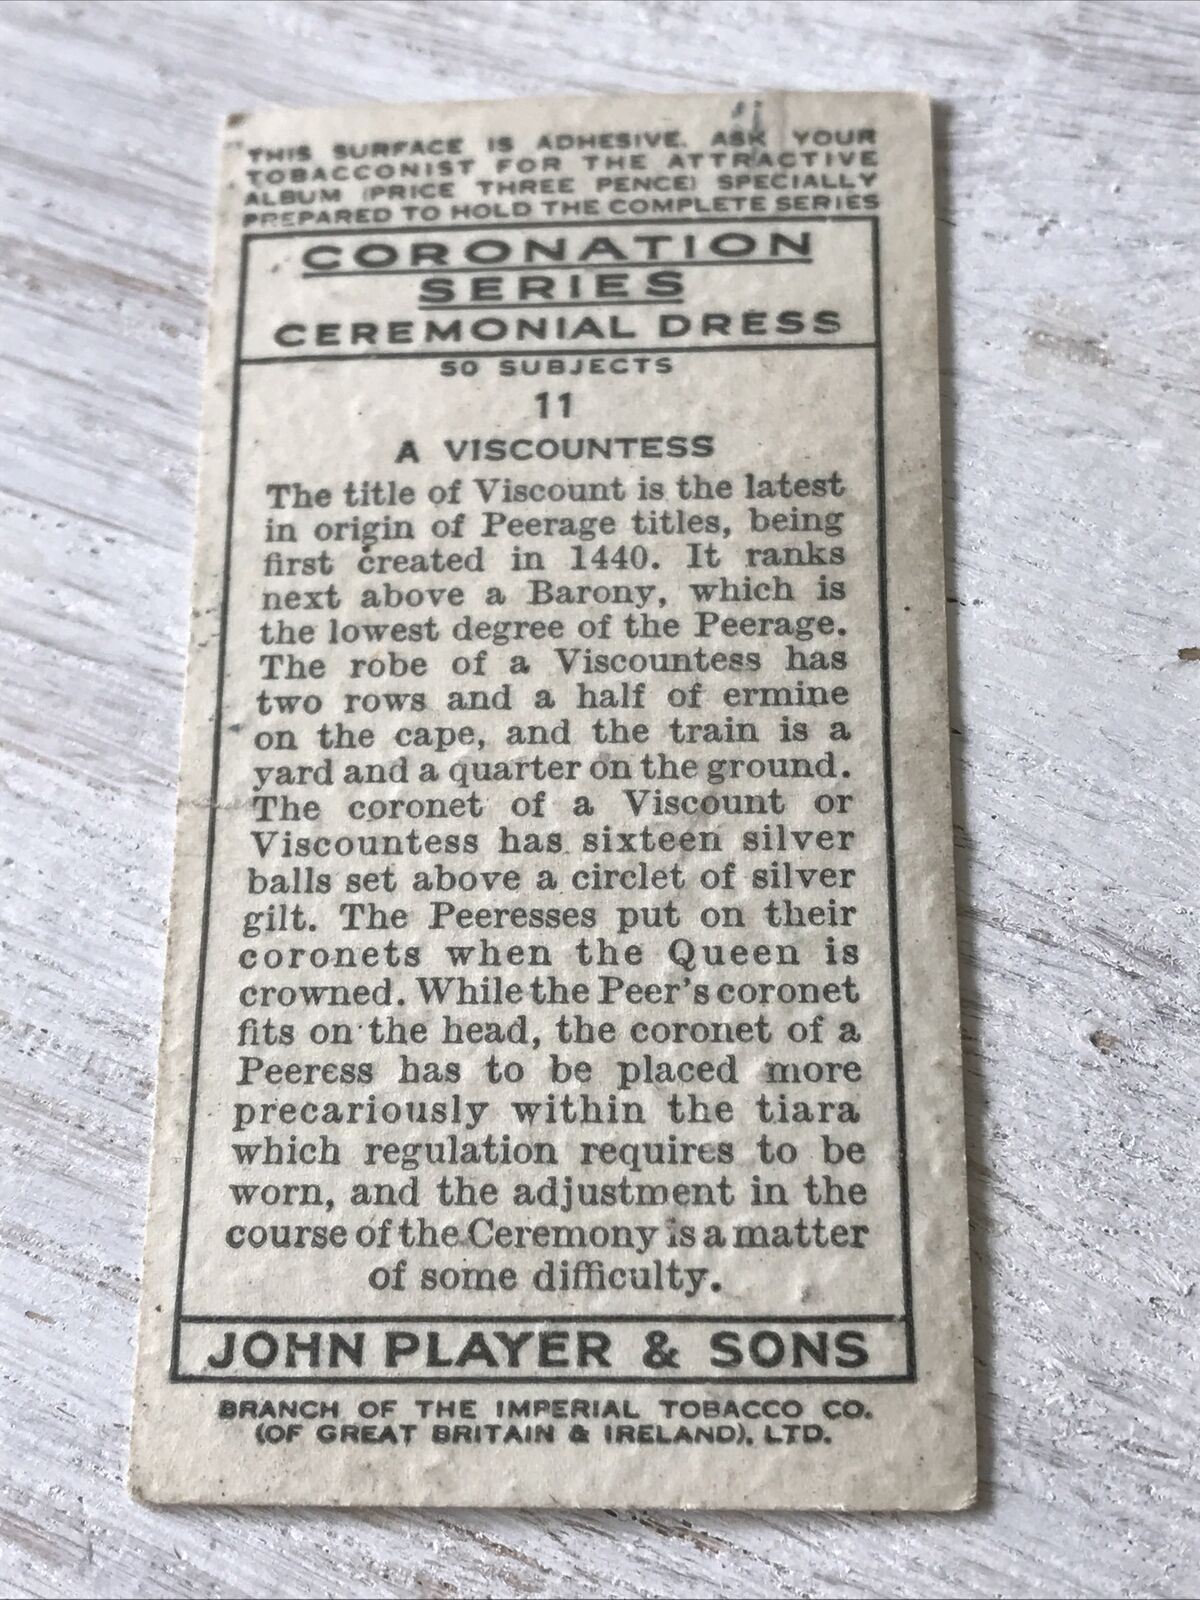 THIS SURFACE IS ADHESIVE. ASK YOUR
TOBACCONIST FOR THE ATTRACTIVE
ALBUM (PRICE THREE PENCE) SPECIALLY
PREPARED TO HOLD THE COMPLETE SERIES
CORONATION
SERIES
CEREMONIAL DRESS
50 SUBJECTS
11
A VISCOUNTESS
The title of Viscount is the latest
in origin of Peerage titles, being
first created in 1440. It ranks
next above a Barony, which is
the lowest degree of the Peerage.
The robe of a Viscountess has
two rows and a half of ermine
on the cape, and the train is a
yard and a quarter on the ground.
The coronet of a Viscount or
Viscountess has sixteen silver
balls set above a circlet of silver
gilt. The Peeresses put on their
coronets when the Queen is
crowned. While the Peer's coronet
fits on the head, the coronet of a
Peeress has to be placed more
precariously within the tiara
which regulation requires to be
worn, and the adjustment in the
course of the Ceremony is a matter
of some difficulty.
JOHN PLAYER & SONS
BRANCH OF THE IMPERIAL TOBACCO CO.
(OF GREAT BRITAIN & IRELAND), LTD.